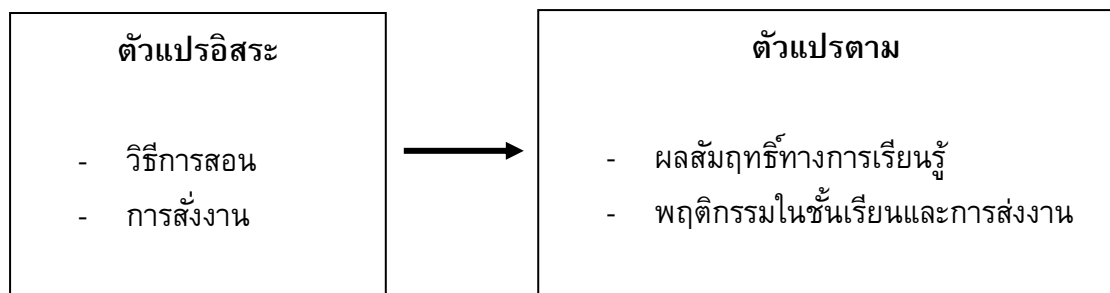 ตัวแปรอิสระ
- วิธีการสอน
- การสั่งงาน
ตัวแปรตาม
- ผลสัมฤทธิ์ทางการเรียนรู้
- พฤติกรรมในชั้นเรียนและการส่งงาน